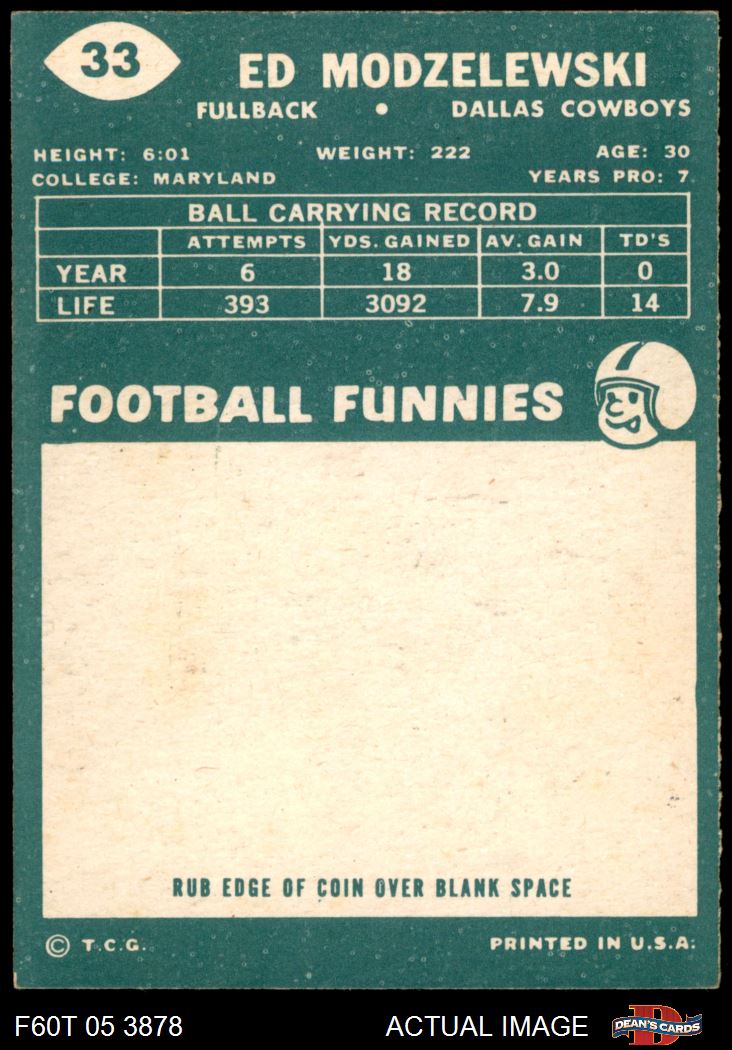 33
ED MODZELEWSKI
FULLBACK • DALLAS COWBOYS
HEIGHT: 6:01 WEIGHT: 222 AGE: 30
COLLEGE: MARYLAND YEARS PRO: 7
BALL CARRYING RECORD
ATTEMPTS YDS. GAINED AV. GAIN TD'S
YEAR 6 18 3.0 0
LIFE 393 3092 7.9 14
FOOTBALL FUNNIES
RUB EDGE OF COIN OVER BLANK SPACE
© T.C.G. PRINTED IN U.S.A.
F60T 05 3878 ACTUAL IMAGE DEAN'S CARDS